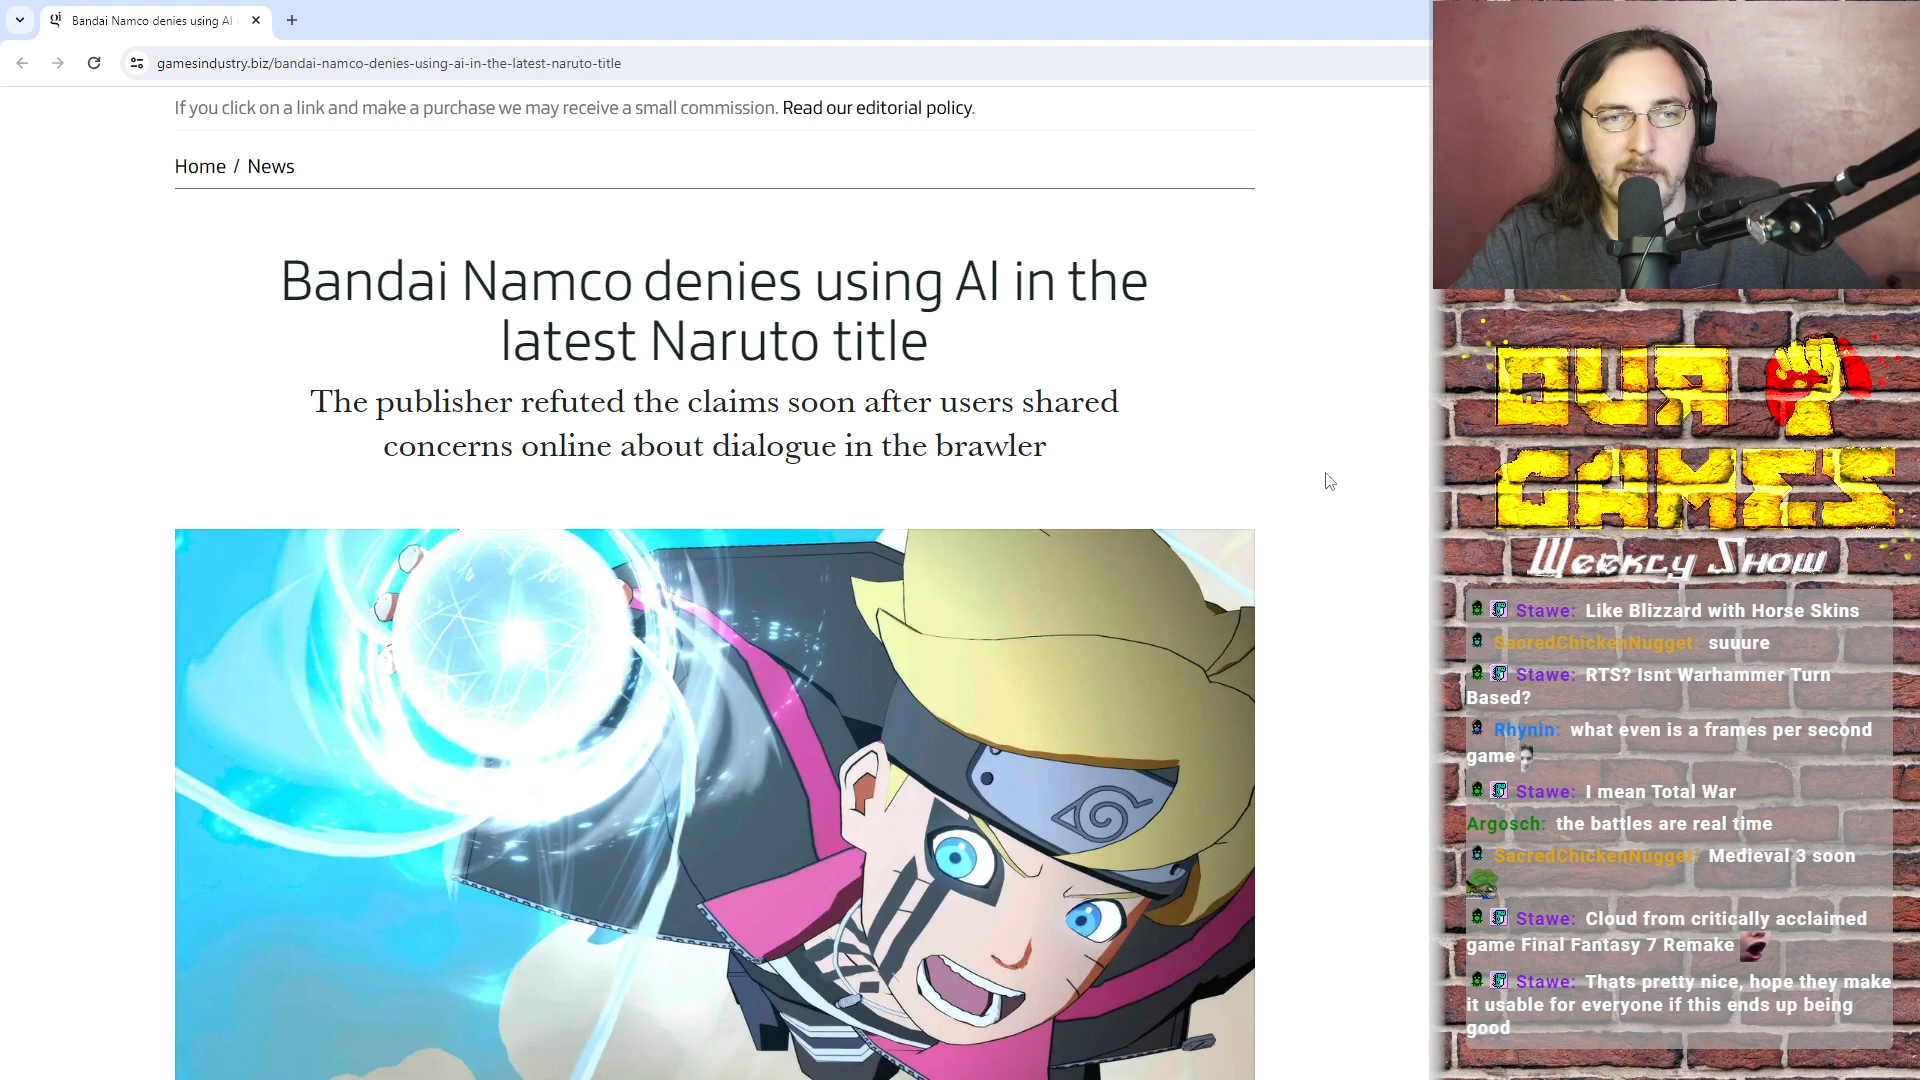 Bandai Namco denies using AI
gamesindustry.biz/bandai-namco-denies-using-ai-in-the-latest-naruto-title
If you click on a link and make a purchase we may receive a small commission. Read our editorial policy.
Home / News
Bandai Namco denies using AI in the
latest Naruto title
The publisher refuted the claims soon after users shared
concerns online about dialogue in the brawler
OUR
GAMES
Weekly Show
Stawe: Like Blizzard with Horse Skins
SacredChickenNugget: suuure
Stawe: RTS? Isnt Warhammer Turn
Based?
Rhynin: what even is a frames per second
game
Stawe: I mean Total War
Argosch: the battles are real time
SacredChickenNugget: Medieval 3 soon
Stawe: Cloud from critically acclaimed
game Final Fantasy 7 Remake
Stawe: Thats pretty nice, hope they make
it usable for everyone if this ends up being
good